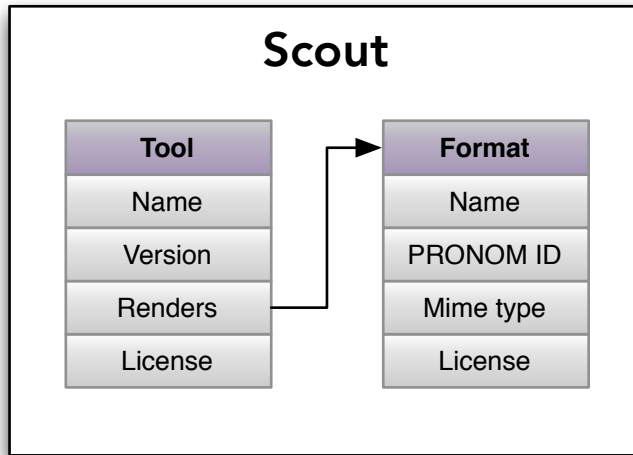 Scout
Tool
Name
Version
Renders
License
Format
Name
PRONOM ID
Mime type
License